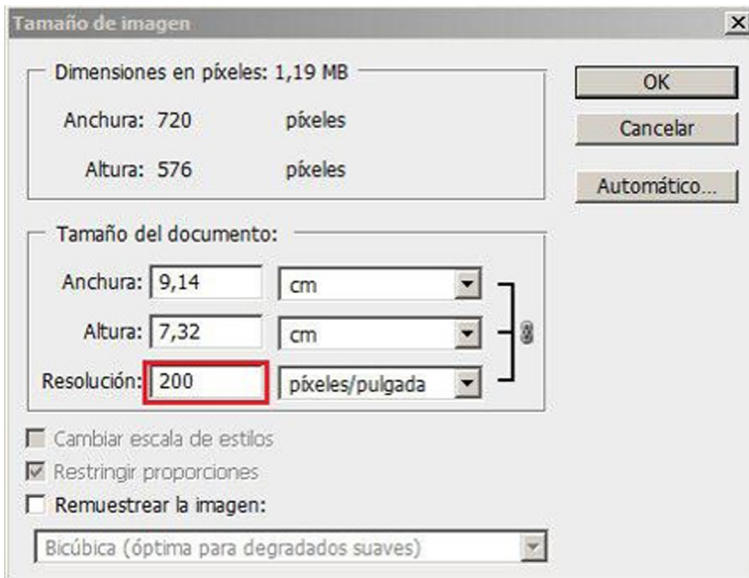 Tamaño de imagen
Dimensiones en píxeles: 1,19 MB
Anchura: 720 píxeles
Altura: 576 píxeles
OK
Cancelar
Automático...
Tamaño del documento:
Anchura: 9,14 cm
Altura: 7,32 cm
Resolución: 200 píxeles/pulgada
Cambiar escala de estilos
Restringir proporciones
Remuestrear la imagen:
Bicúbica (óptima para degradados suaves)